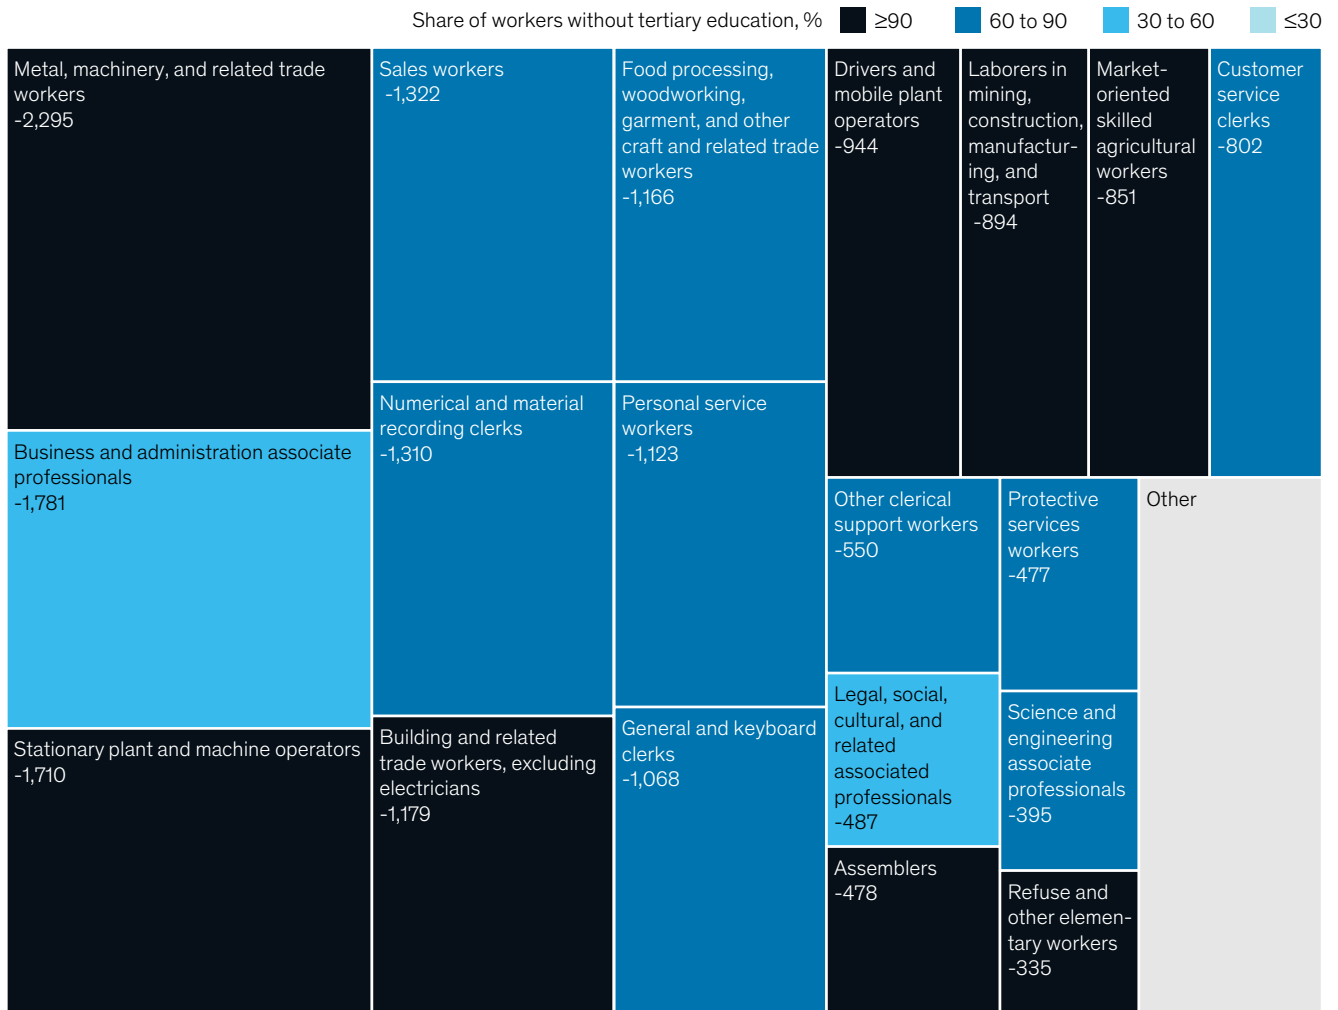 Share of workers without tertiary education, % ≥90 60 to 90 30 to 60 ≤30
Metal, machinery, and related trade
workers
-2,295
Business and administration associate
professionals
-1,781
Stationary plant and machine operators
-1,710
Sales workers
-1,322
Numerical and material
recording clerks
-1,310
Building and related
trade workers, excluding
electricians
-1,179
Food processing,
woodworking,
garment, and other
craft and related trade
workers
-1,166
Personal service
workers
-1,123
General and keyboard
clerks
-1,068
Drivers and
mobile plant
operators
-944
Laborers in
mining,
construction,
manufactur-
ing, and
transport
-894
Market-
oriented
skilled
agricultural
workers
-851
Customer
service
clerks
-802
Other clerical
support workers
-550
Legal, social,
cultural, and
related
associated
professionals
-487
Assemblers
-478
Protective
services
workers
-477
Science and
engineering
associate
professionals
-395
Refuse and
other elemen-
tary workers
-335
Other